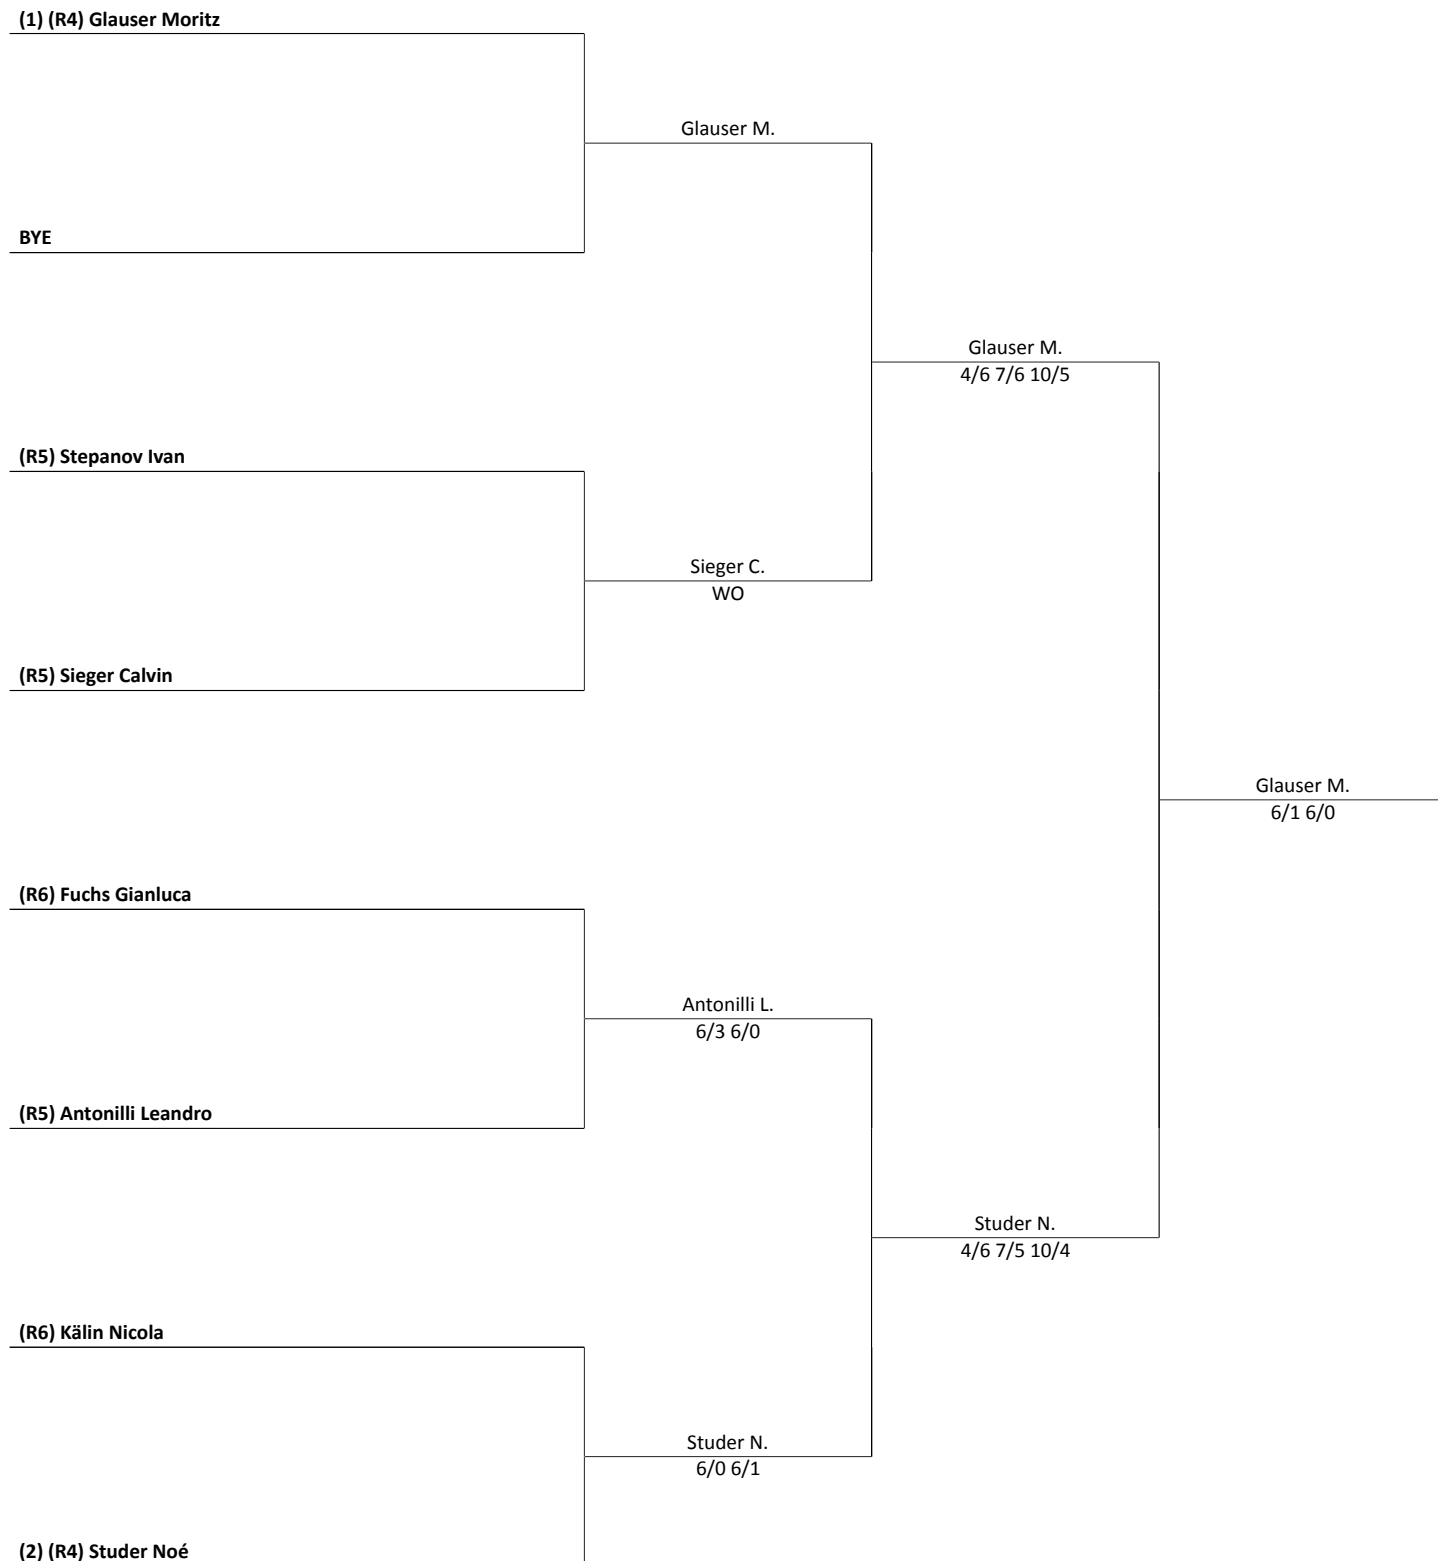 (1) (R4) Glauser Moritz
Glauser M.
BYE
Glauser M.
4/6 7/6 10/5
(R5) Stepanov Ivan
Sieger C.
WO
(R5) Sieger Calvin
Glauser M.
6/1 6/0
(R6) Fuchs Gianluca
Antonilli L.
6/3 6/0
(R5) Antonilli Leandro
Studer N.
4/6 7/5 10/4
(R6) Kälin Nicola
Studer N.
6/0 6/1
(2) (R4) Studer Noé